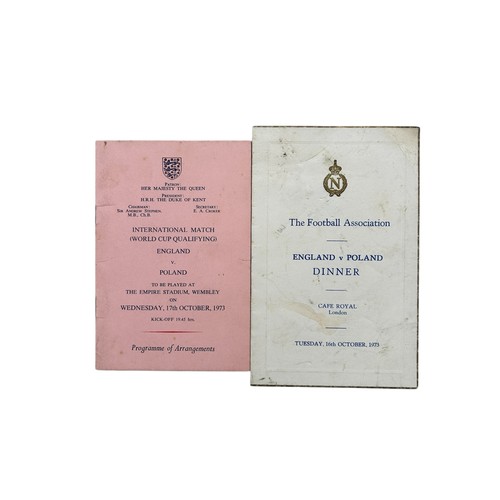 Patron:
HER MAJESTY THE QUEEN
President:
H.R.H. THE DUKE OF KENT
Chairman:
Sir Andrew Stephen,
M.B., Ch.B.
Secretary:
E. A. Croker
INTERNATIONAL MATCH
(WORLD CUP QUALIFYING)
ENGLAND
v.
POLAND
TO BE PLAYED AT
THE EMPIRE STADIUM, WEMBLEY
ON
WEDNESDAY, 17th OCTOBER, 1973
KICK-OFF 19.45 hrs.
Programme of Arrangements
N
The Football Association
ENGLAND v POLAND
DINNER
CAFE ROYAL
London
TUESDAY, 16th OCTOBER, 1973